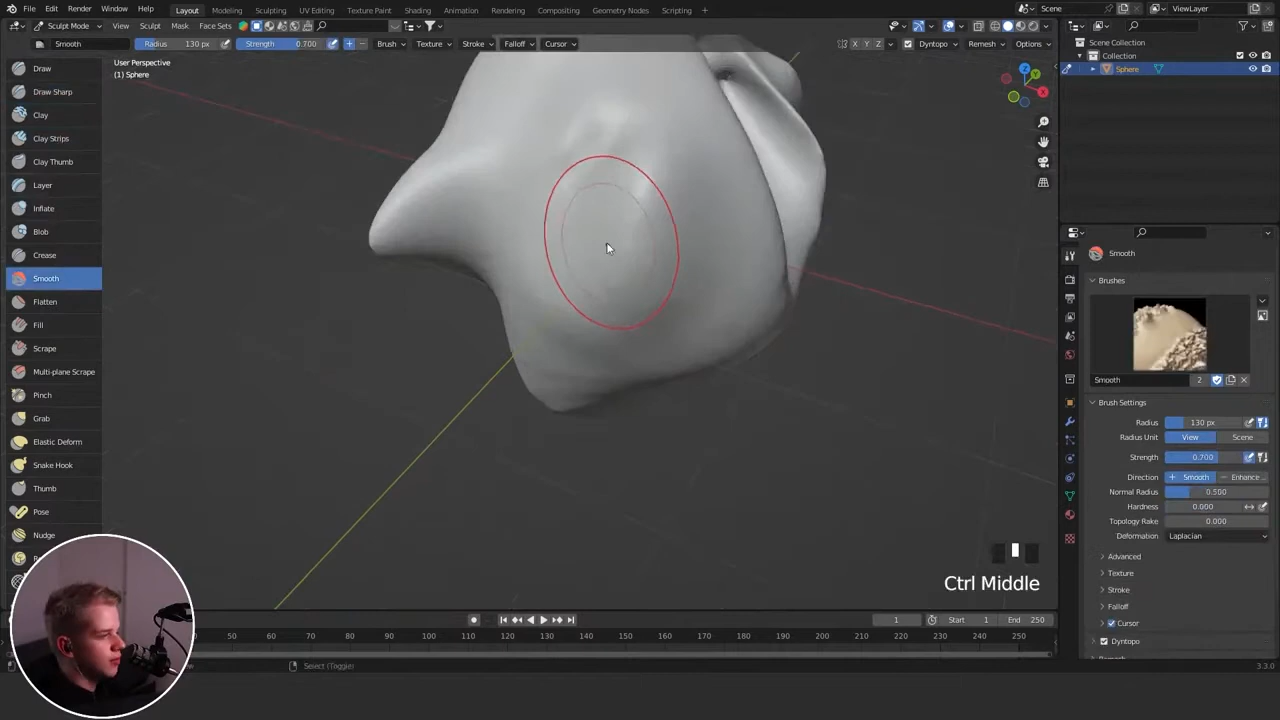 File Edit Render Window Help Layout Modeling Sculpting UV Editing Texture Paint Shading Animation Rendering Compositing Geometry Nodes Scripting + Scene ViewLayer
Sculpt Mode View Sculpt Mask Face Sets
Smooth Radius 130 px Strength 0.700 Brush Texture Stroke Falloff Cursor X Y Z Dyntopo Remesh Options
User Perspective
(1) Sphere
Draw
Draw Sharp
Clay
Clay Strips
Clay Thumb
Layer
Inflate
Blob
Crease
Smooth
Flatten
Fill
Scrape
Multi-plane Scrape
Pinch
Grab
Elastic Deform
Snake Hook
Thumb
Pose
Nudge
Z
Y
X
Ctrl Middle
Scene Collection
Collection
Sphere
Smooth
Brushes
Smooth 2
Brush Settings
Radius 130 px
Radius Unit View Scene
Strength 0.700
Direction + Smooth − Enhance ...
Normal Radius 0.500
Hardness 0.000
Topology Rake 0.000
Deformation Laplacian
Advanced
Texture
Stroke
Falloff
Cursor
Dyntopo
1 Start 1 End 250
50 60 70 80 90 100 110 120 130 140 150 160 170 180 190 200 210 220 230 240 250
Select (Toggle)
3.3.0